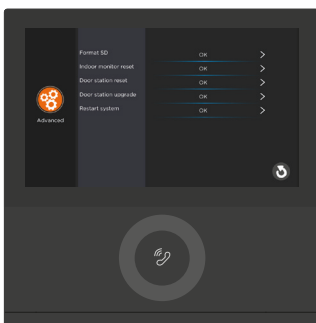 Format SD OK
Indoor monitor reset OK
Door station reset OK
Door station upgrade OK
Restart system OK
Advanced